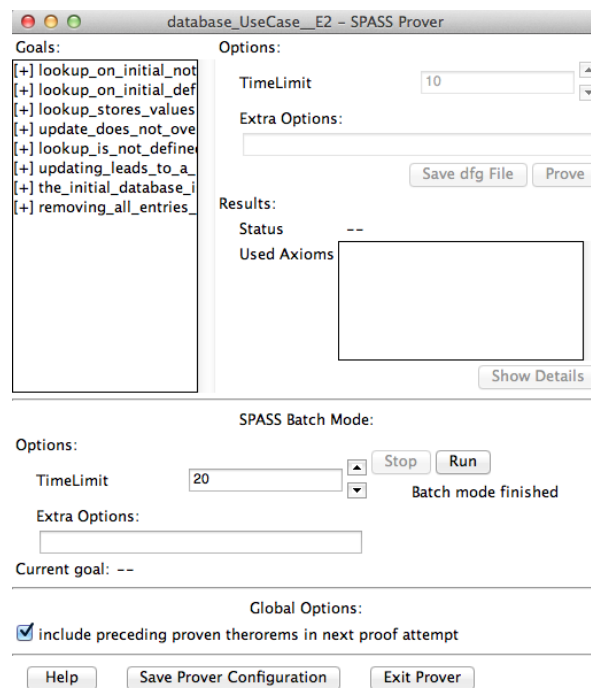 database_UseCase__E2 – SPASS Prover
Goals:
[+] lookup_on_initial_not
[+] lookup_on_initial_def
[+] lookup_stores_values
[+] update_does_not_ove
[+] lookup_is_not_define
[+] updating_leads_to_a_
[+] the_initial_database_i
[+] removing_all_entries_
Options:
TimeLimit 10
Extra Options:
Save dfg File Prove
Results:
Status --
Used Axioms
Show Details
SPASS Batch Mode:
Options:
TimeLimit 20
Stop Run
Batch mode finished
Extra Options:
Current goal: --
Global Options:
include preceding proven therorems in next proof attempt
Help Save Prover Configuration Exit Prover